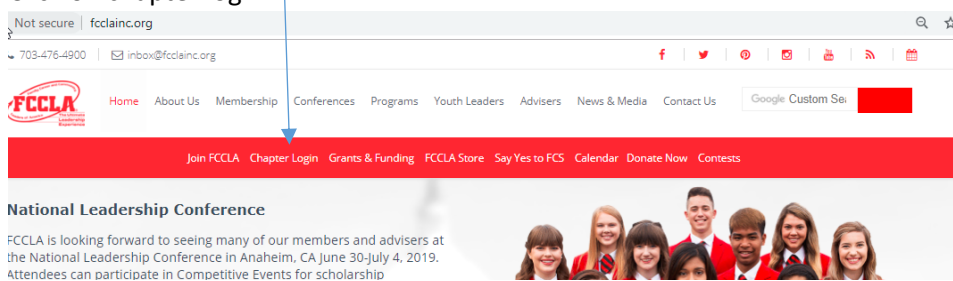 Not secure | fcclainc.org
703-476-4900 inbox@fcclainc.org
FCCLA
The Ultimate
Leadership
Experience
Home About Us Membership Conferences Programs Youth Leaders Advisers News & Media Contact Us Google Custom Sea
Join FCCLA Chapter Login Grants & Funding FCCLA Store Say Yes to FCS Calendar Donate Now Contests
National Leadership Conference
FCCLA is looking forward to seeing many of our members and advisers at
the National Leadership Conference in Anaheim, CA June 30-July 4, 2019.
Attendees can participate in Competitive Events for scholarship